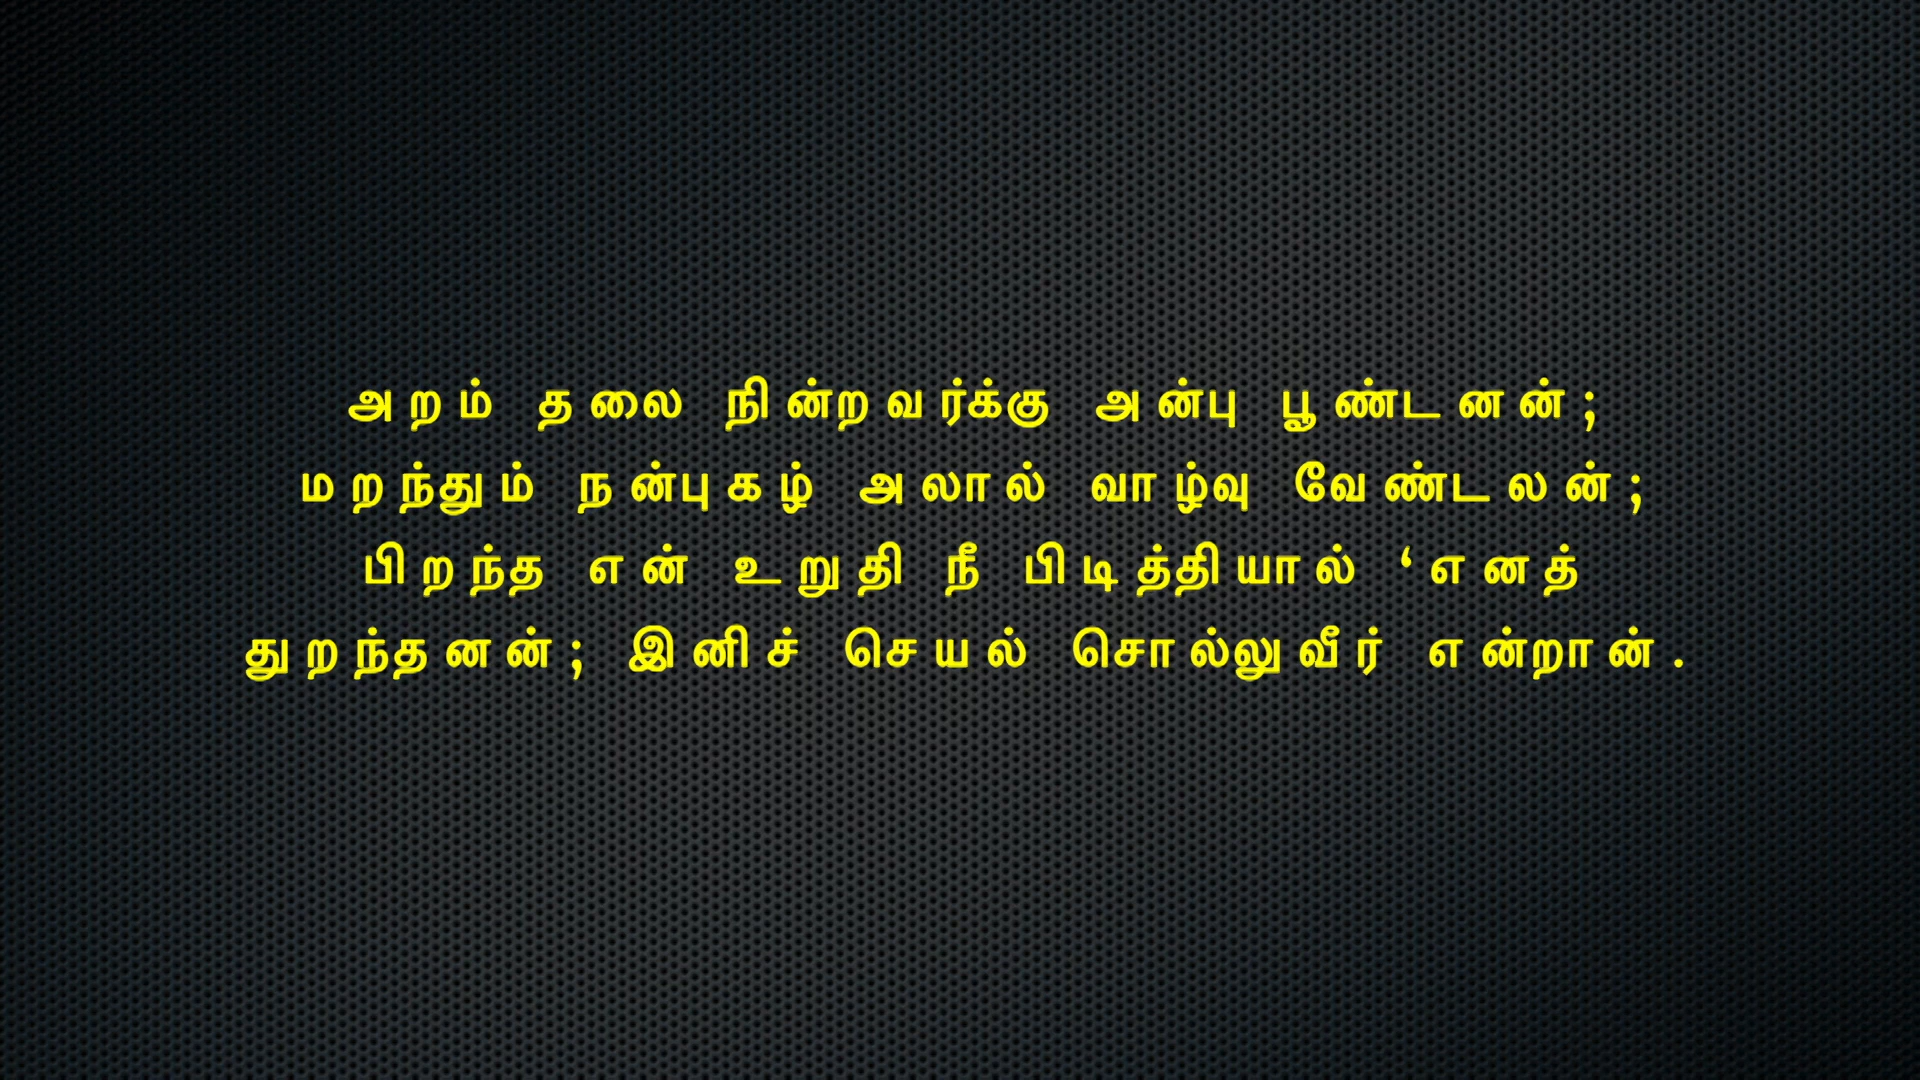 அறம் தலை நின்றவர்க்கு அன்பு பூண்டனன்;
மறந்தும் நன்புகழ் அலால் வாழ்வு வேண்டலன்;
பிறந்த என் உறுதி நீ பிடித்தியால் ‘எனத்
துறந்தனன்; இனிச் செயல் சொல்லுவீர் என்றான்.